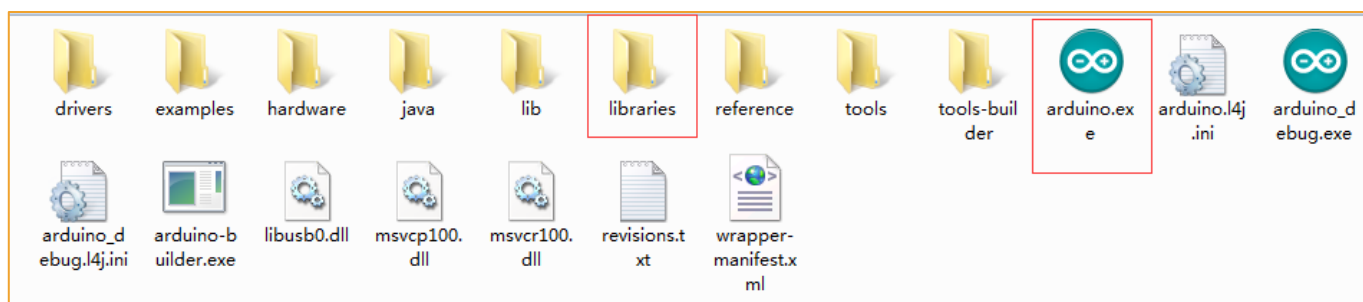 drivers
examples
hardware
java
lib
libraries
reference
tools
tools-buil
der
arduino.ex
e
arduino.l4j
.ini
arduino_d
ebug.exe
arduino_d
ebug.l4j.ini
arduino-b
uilder.exe
libusb0.dll
msvcp100.
dll
msvcr100.
dll
revisions.t
xt
wrapper-
manifest.x
ml